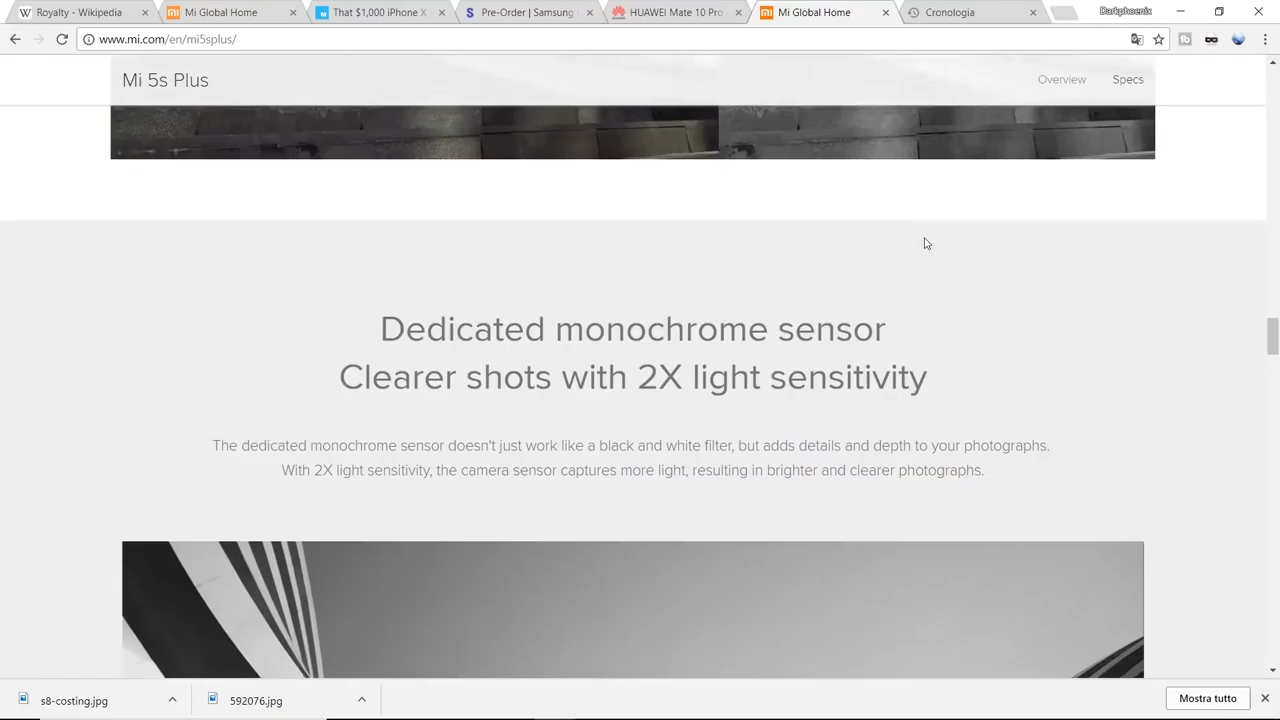 Royalty - Wikipedia
Mi Global Home
That $1,000 iPhone X
Pre-Order | Samsung
HUAWEI Mate 10 Pro
Mi Global Home
Cronologia
Darkphoenix
www.mi.com/en/mi5splus/
Mi 5s Plus
Overview
Specs
Dedicated monochrome sensor
Clearer shots with 2X light sensitivity
The dedicated monochrome sensor doesn't just work like a black and white filter, but adds details and depth to your photographs.
With 2X light sensitivity, the camera sensor captures more light, resulting in brighter and clearer photographs.
s8-costing.jpg
592076.jpg
Mostra tutto